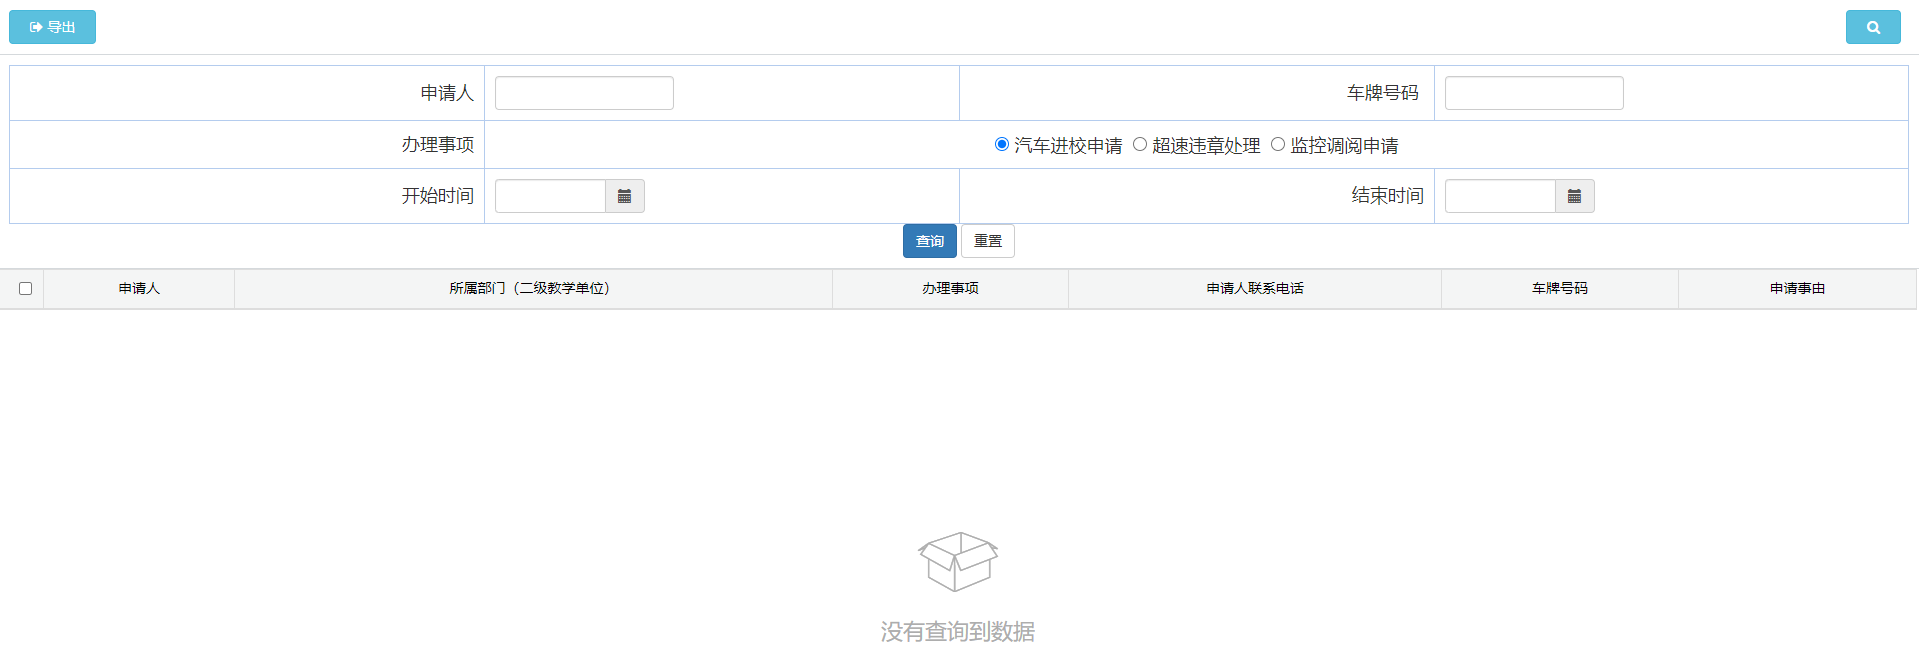 导出
申请人 车牌号码
办理事项 汽车进校申请 超速违章处理 监控调阅申请
开始时间 结束时间
查询 重置
申请人 所属部门（二级教学单位） 办理事项 申请人联系电话 车牌号码 申请事由
没有查询到数据